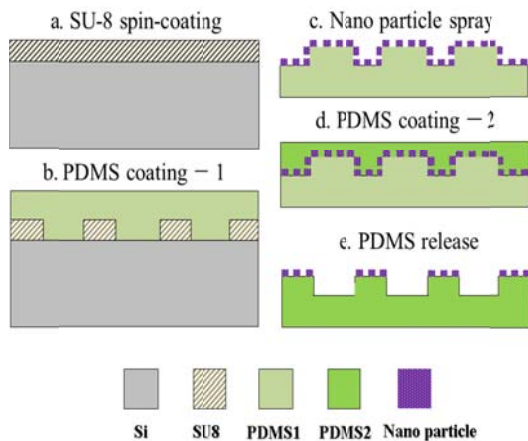 a. SU-8 spin-coating
b. PDMS coating – 1
c. Nano particle spray
d. PDMS coating – 2
e. PDMS release
Si
SU8
PDMS1
PDMS2
Nano particle